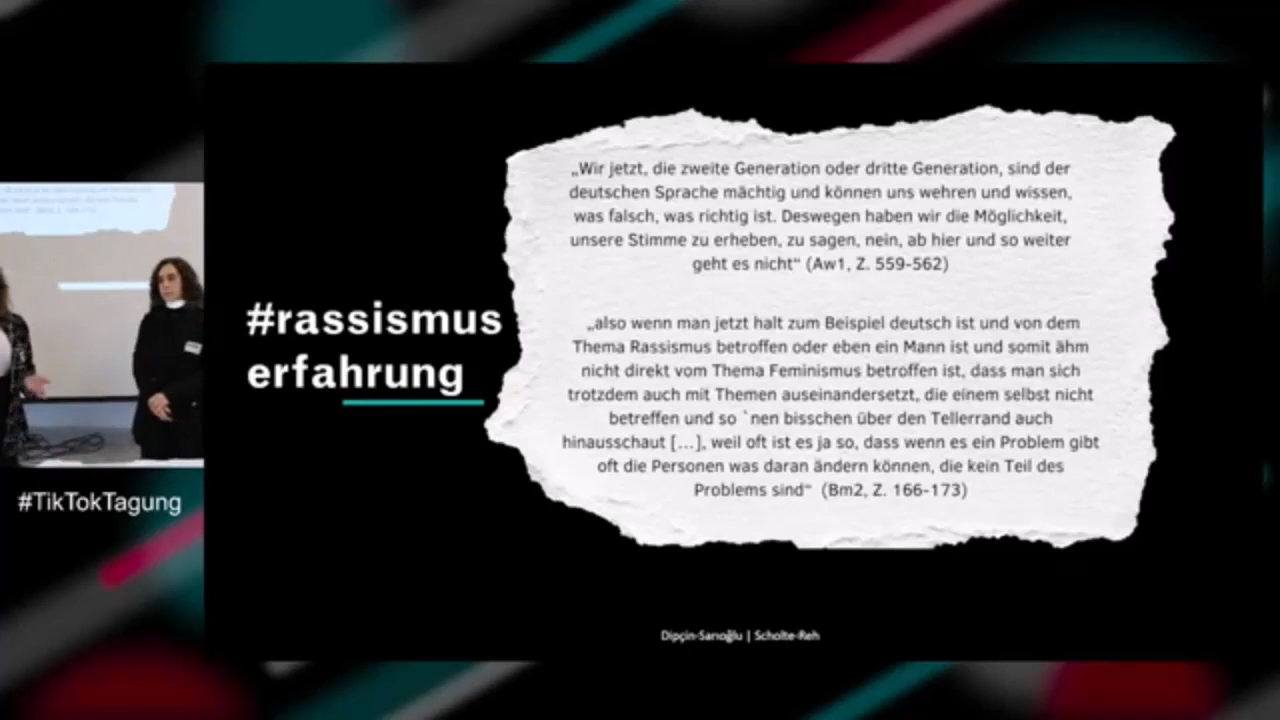 „Wir jetzt, die zweite Generation oder dritte Generation, sind der
deutschen Sprache mächtig und können uns wehren und wissen,
was falsch, was richtig ist. Deswegen haben wir die Möglichkeit,
unsere Stimme zu erheben, zu sagen, nein, ab hier und so weiter
geht es nicht“ (Aw1, Z. 559-562)
#rassismus
erfahrung
„also wenn man jetzt halt zum Beispiel deutsch ist und von dem
Thema Rassismus betroffen oder eben ein Mann ist und somit ähm
nicht direkt vom Thema Feminismus betroffen ist, dass man sich
trotzdem auch mit Themen auseinandersetzt, die einem selbst nicht
betreffen und so `nen bisschen über den Tellerrand auch
hinausschaut [...], weil oft ist es ja so, dass wenn es ein Problem gibt
oft die Personen was daran ändern können, die kein Teil des
Problems sind“ (Bm2, Z. 166-173)
#TikTokTagung
Dipçin-Sarıoğlu | Scholte-Reh